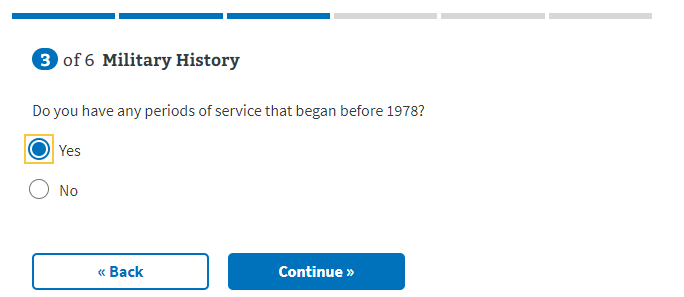 3 of 6 Military History
Do you have any periods of service that began before 1978?
Yes
No
« Back
Continue »